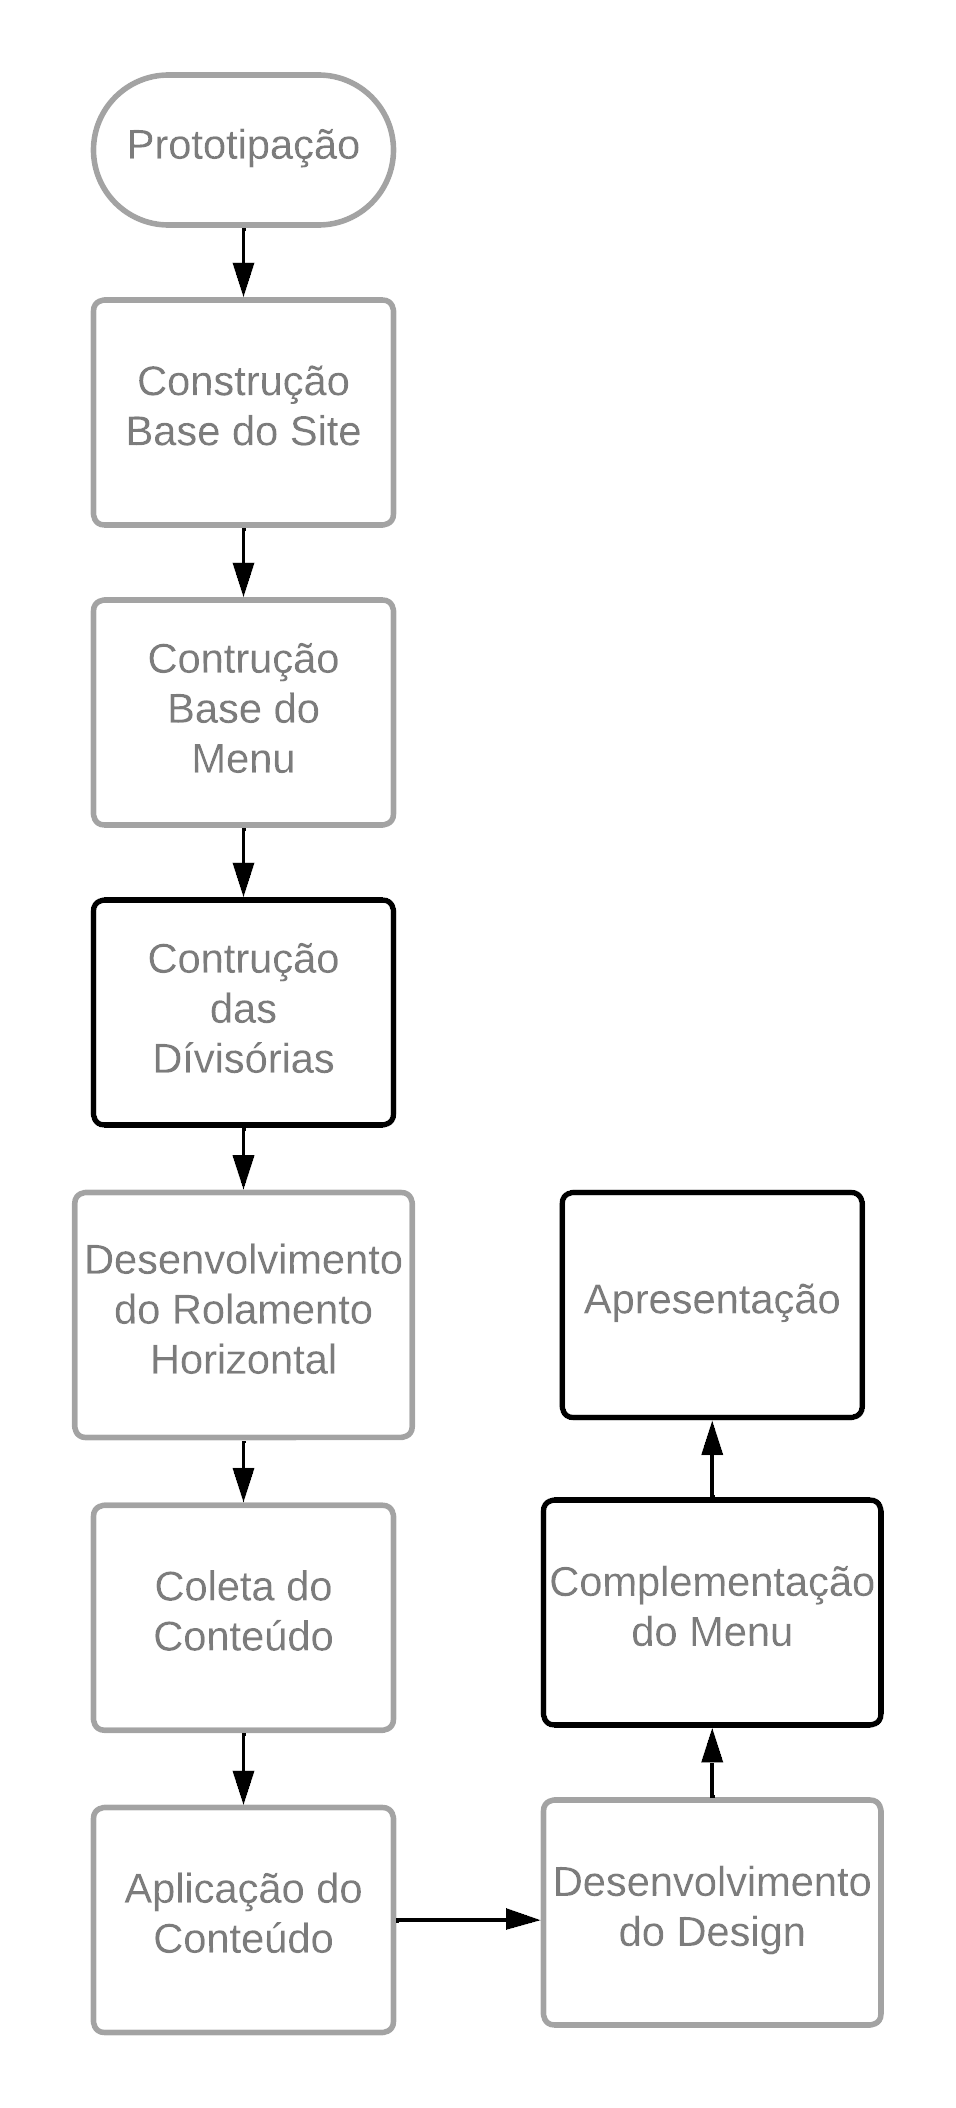 Prototipação
Construção
Base do Site
Contrução
Base do
Menu
Contrução
das
Dívisórias
Desenvolvimento
do Rolamento
Horizontal
Coleta do
Conteúdo
Aplicação do
Conteúdo
Desenvolvimento
do Design
Complementação
do Menu
Apresentação